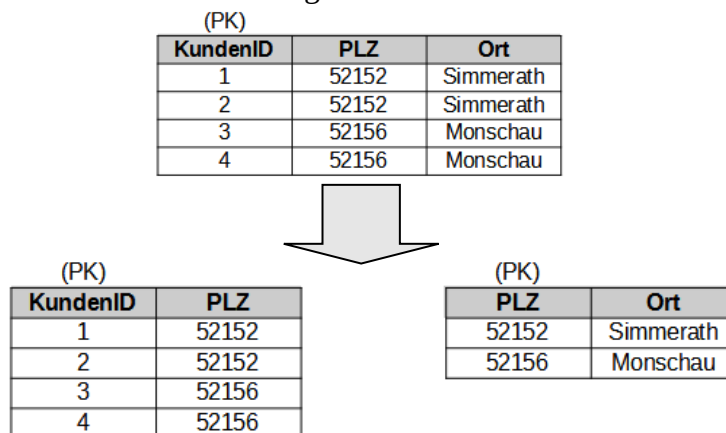 (PK)
KundenID PLZ Ort
1 52152 Simmerath
2 52152 Simmerath
3 52156 Monschau
4 52156 Monschau
(PK)
KundenID PLZ
1 52152
2 52152
3 52156
4 52156
(PK)
PLZ Ort
52152 Simmerath
52156 Monschau